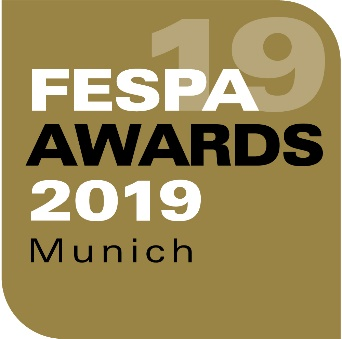 19
FESPA
AWARDS
2019
Munich